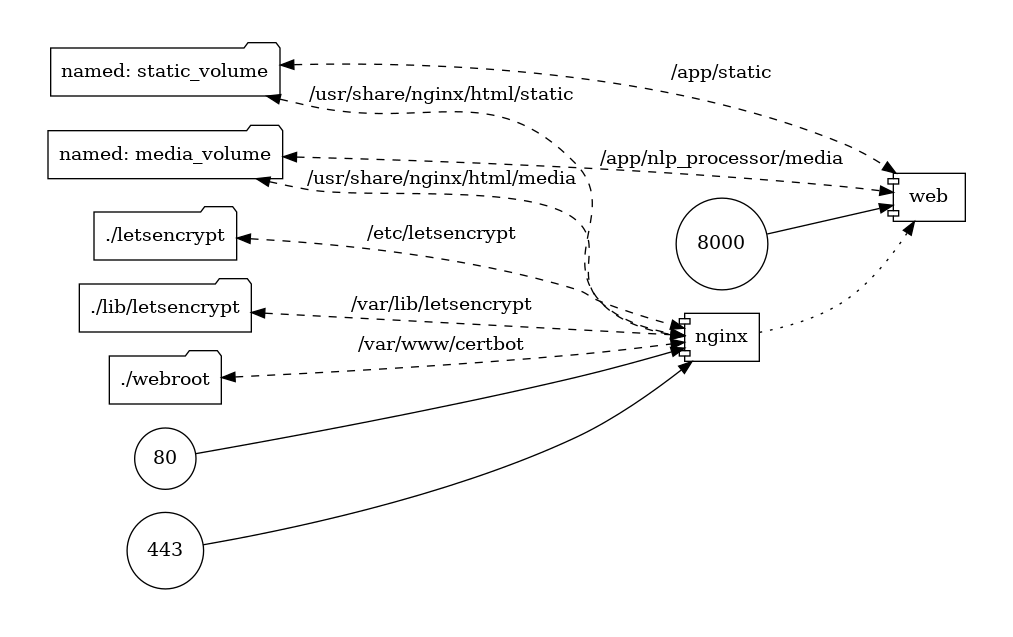 named: static_volume
/app/static
/usr/share/nginx/html/static
named: media_volume
/app/nlp_processor/media
/usr/share/nginx/html/media
web
./letsencrypt
/etc/letsencrypt
8000
./lib/letsencrypt
/var/lib/letsencrypt
nginx
/var/www/certbot
./webroot
80
443